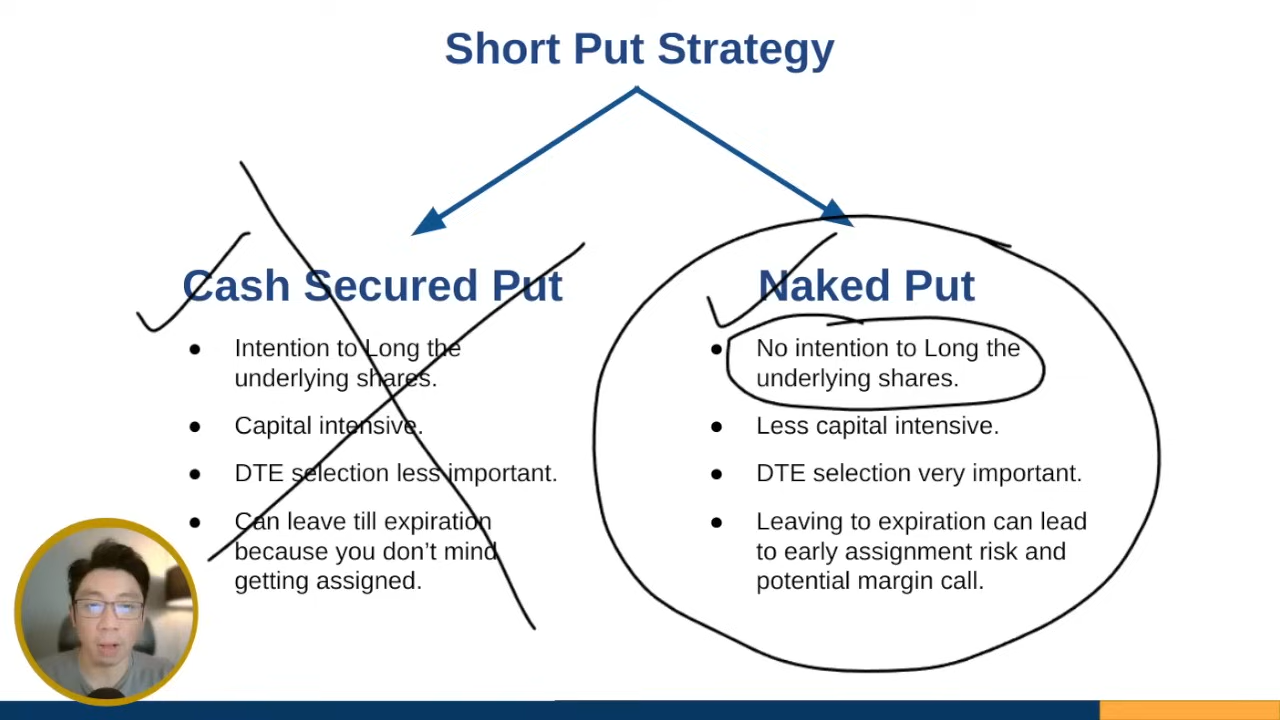 Short Put Strategy
Cash Secured Put
Intention to Long the
underlying shares.
Capital intensive.
DTE selection less important.
Can leave till expiration
because you don’t mind
getting assigned.
Naked Put
No intention to Long the
underlying shares.
Less capital intensive.
DTE selection very important.
Leaving to expiration can lead
to early assignment risk and
potential margin call.